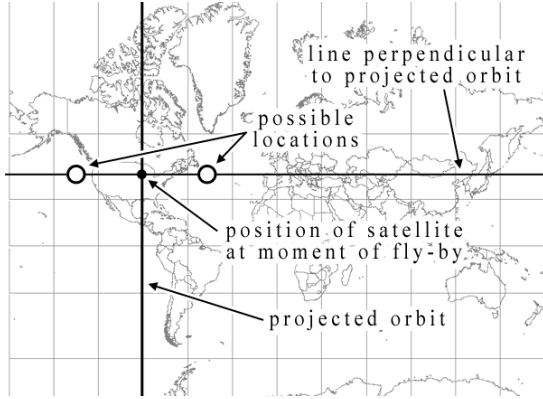 line perpendicular
to projected orbit
possible
locations
position of satellite
at moment of fly-by
projected orbit